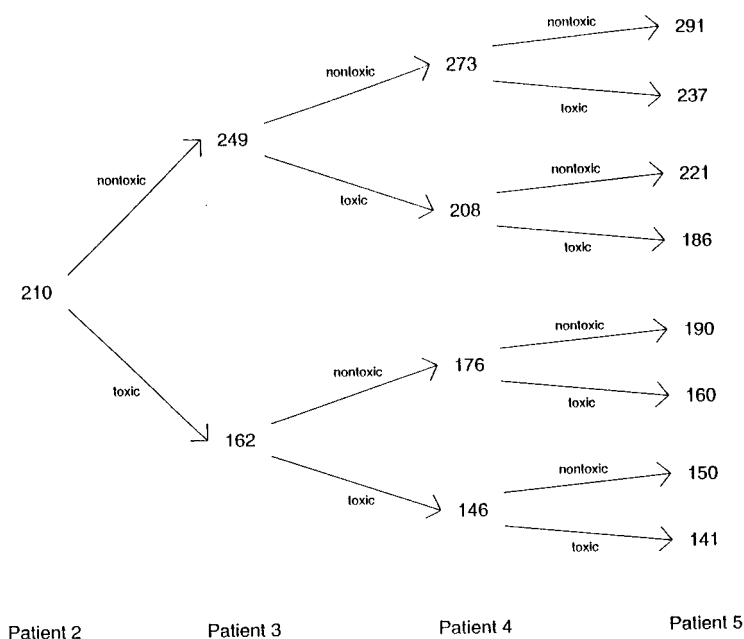 nontoxic 291
nontoxic 273
toxic 237
nontoxic 249
nontoxic 221
toxic 208
toxic 186
210
nontoxic 190
nontoxic 176
toxic 160
toxic 162
nontoxic 150
toxic 146
toxic 141
Patient 2 Patient 3 Patient 4 Patient 5